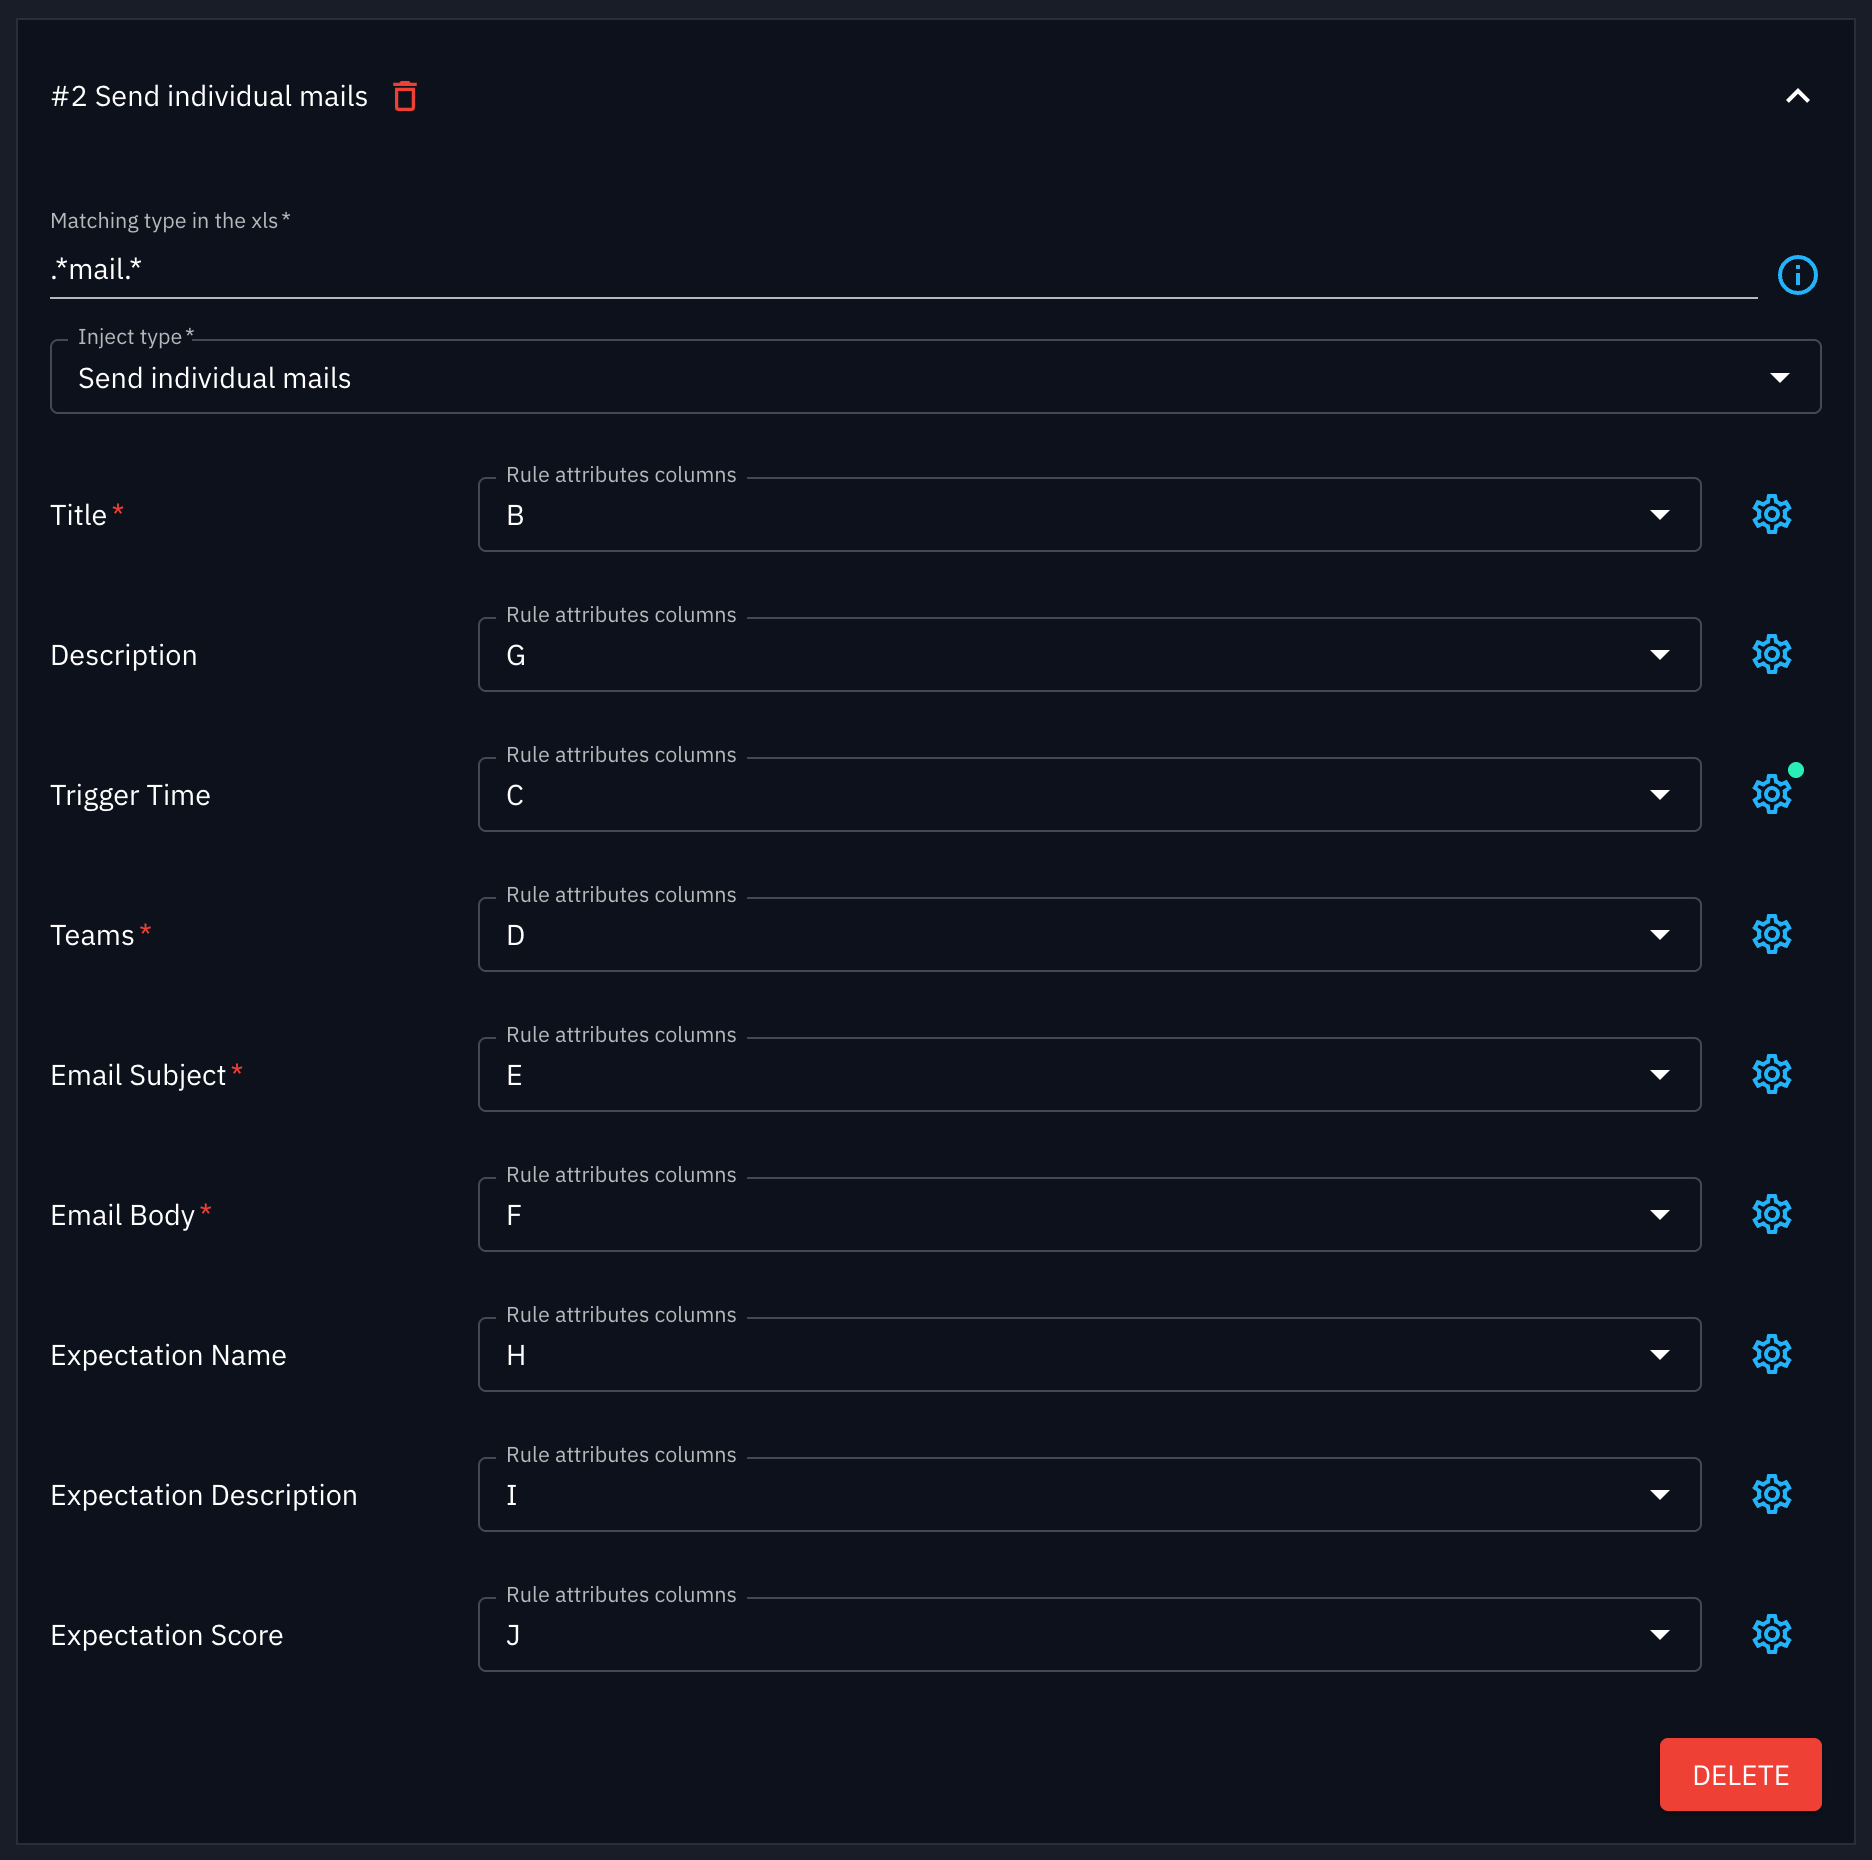 #2 Send individual mails
Matching type in the xls *
.*mail.*
Inject type *
Send individual mails
Rule attributes columns
Title * B
Rule attributes columns
Description G
Rule attributes columns
Trigger Time C
Rule attributes columns
Teams * D
Rule attributes columns
Email Subject * E
Rule attributes columns
Email Body * F
Rule attributes columns
Expectation Name H
Rule attributes columns
Expectation Description I
Rule attributes columns
Expectation Score J
DELETE